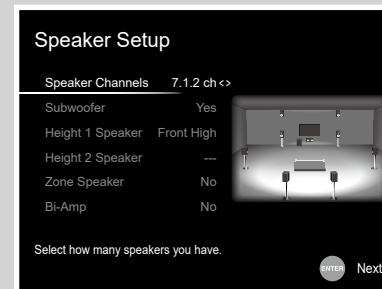 Speaker Setup
Speaker Channels 7.1.2 ch <>
Subwoofer Yes
Height 1 Speaker Front High
Height 2 Speaker ---
Zone Speaker No
Bi-Amp No
Select how many speakers you have.
ENTER Next